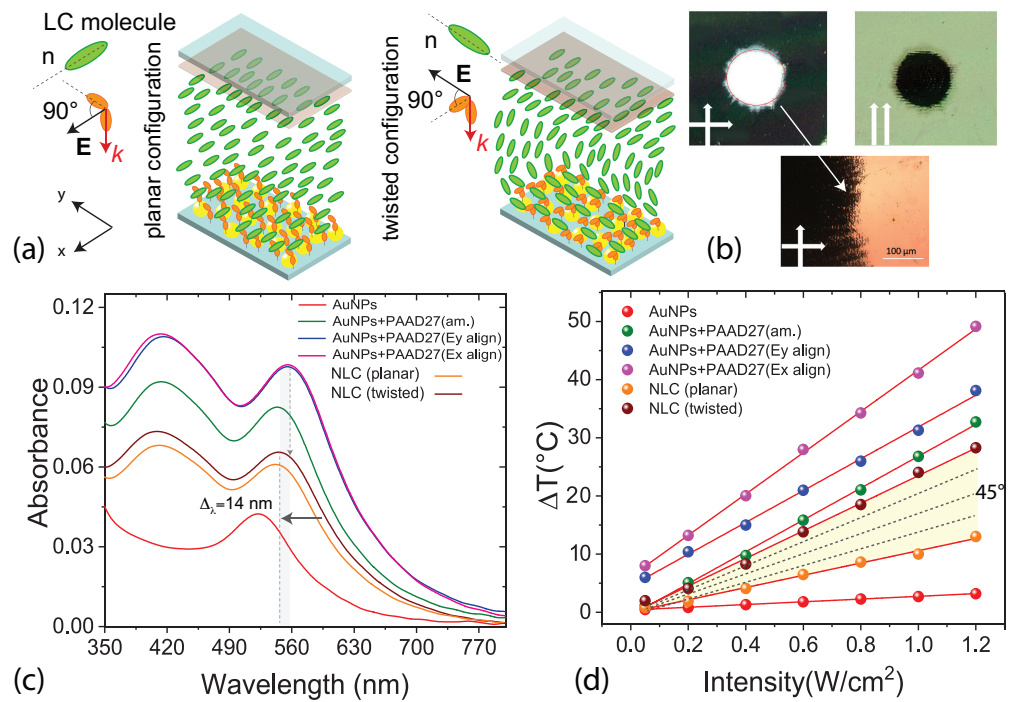 LC molecule
n
90°
E
k
y
x
planar configuration
n
E
90°
k
twisted configuration
(a)
100 µm
(b)
0.12
0.09
0.06
0.03
0.00
Absorbance
350 420 490 560 630 700 770
Wavelength (nm)
AuNPs
AuNPs+PAAD27(am.)
AuNPs+PAAD27(Ey align)
AuNPs+PAAD27(Ex align)
NLC (planar)
NLC (twisted)
Δλ=14 nm
(c)
50
40
30
20
10
0
ΔT(°C)
0.0 0.2 0.4 0.6 0.8 1.0 1.2
Intensity(W/cm²)
AuNPs
AuNPs+PAAD27(am.)
AuNPs+PAAD27(Ey align)
AuNPs+PAAD27(Ex align)
NLC (planar)
NLC (twisted)
45°
(d)